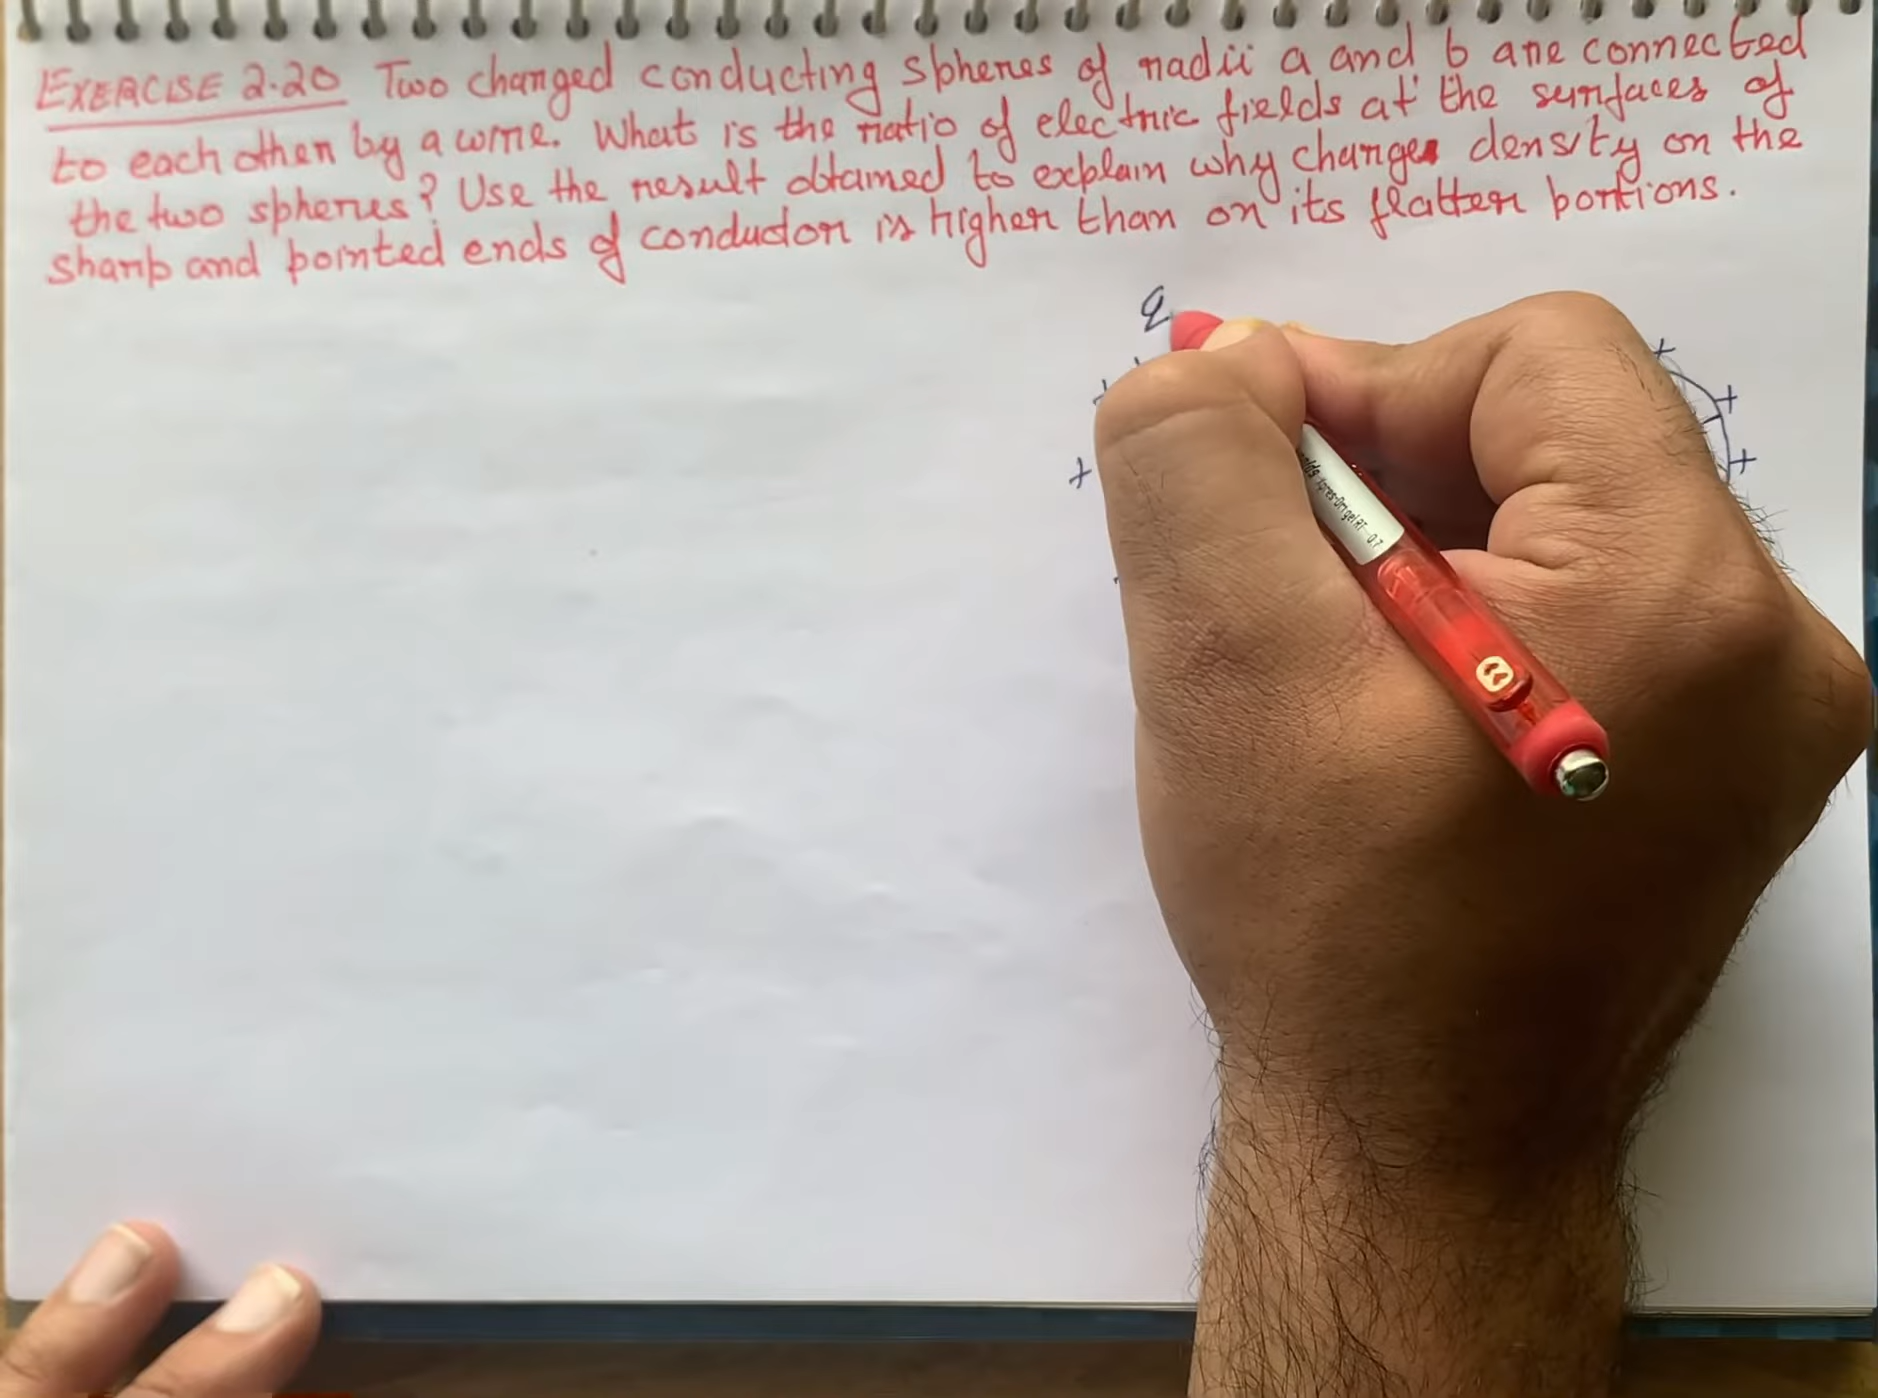 EXERCISE 2.20 Two charged conducting spheres of radii a and b are connected
to each other by a wire. What is the ratio of electric fields at the surfaces of
the two spheres? Use the result obtained to explain why charge density on the
sharp and pointed ends of conductor is higher than on its flatter portions.
+ +
+ +